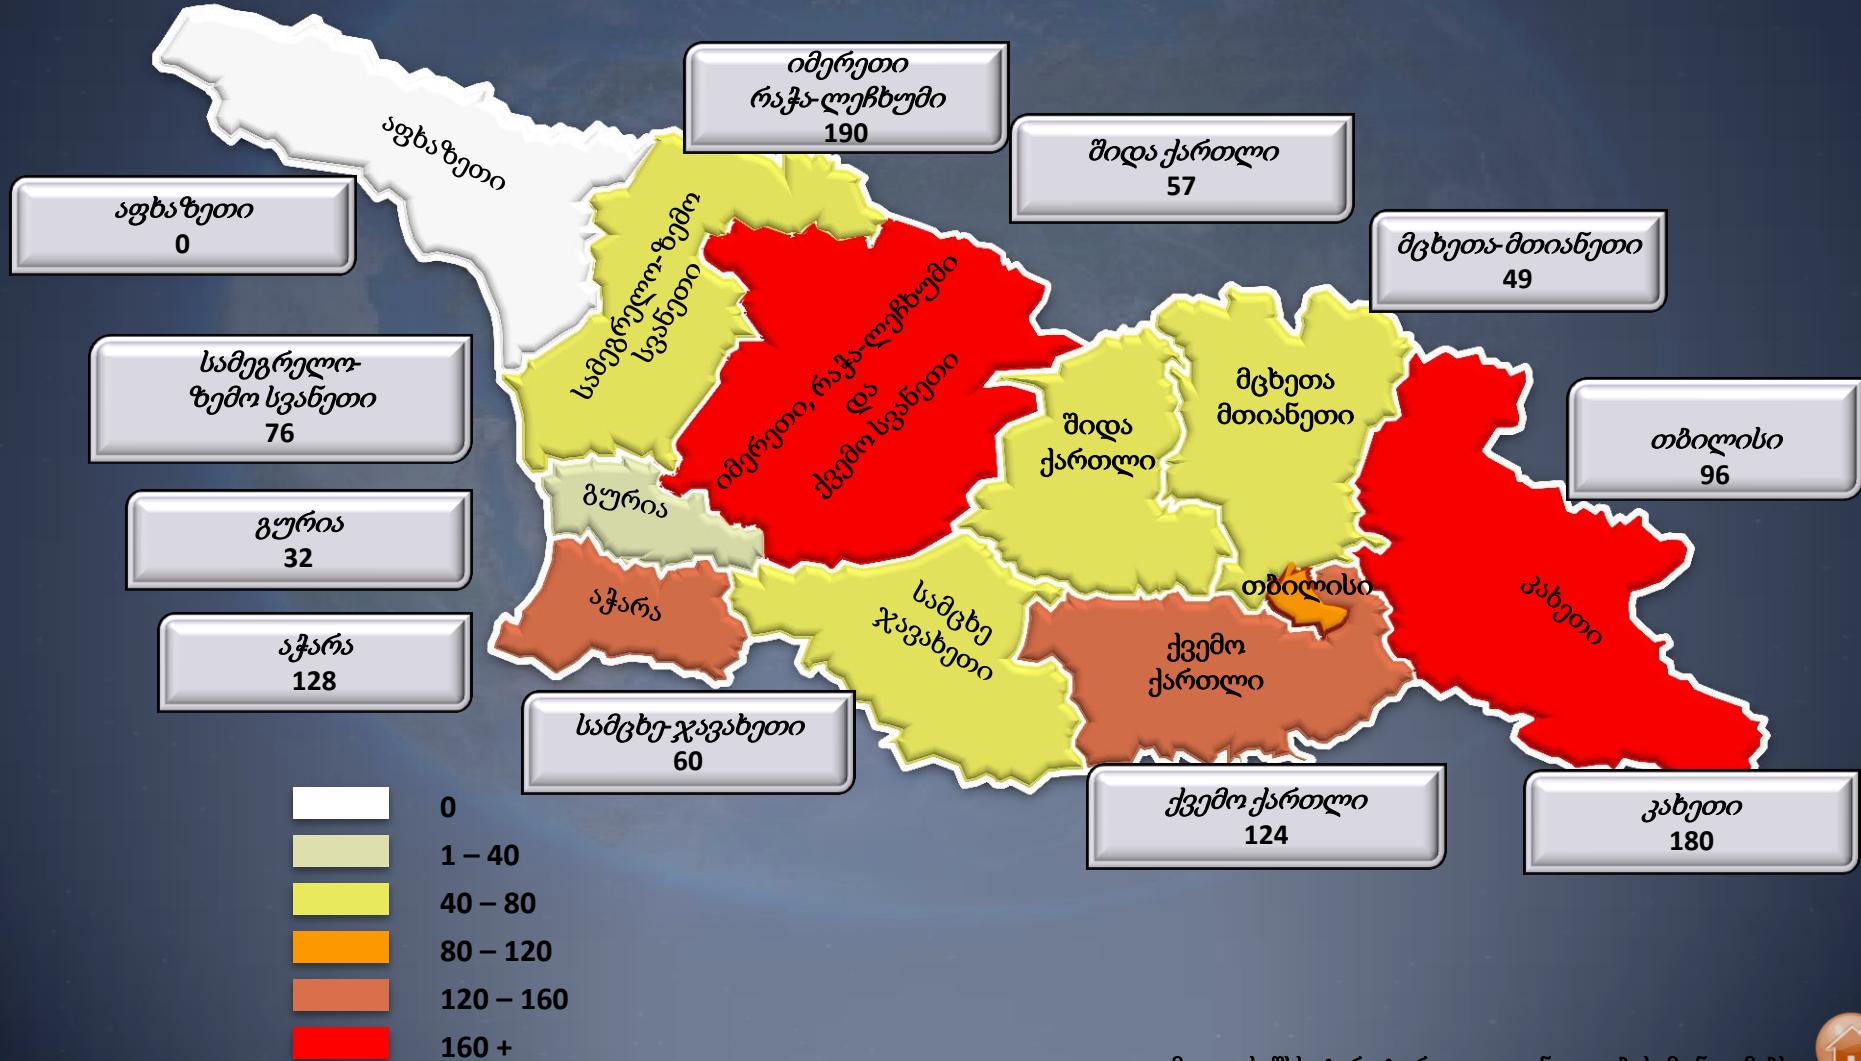 იმერეთი
რაჭა-ლეჩხუმი
190
შიდა ქართლი
57
აფხაზეთი
აფხაზეთი
0
მცხეთა-მთიანეთი
49
სამეგრელო-ზემო
სვანეთი
იმერეთი, რაჭა-ლეჩხუმი
და
ქვემო სვანეთი
სამეგრელო-
ზემო სვანეთი
76
მცხეთა
მთიანეთი
შიდა
ქართლი
თბილისი
96
გურია
გურია
32
თბილისი
კახეთი
აჭარა
სამცხე
ჯავახეთი
ქვემო
ქართლი
აჭარა
128
სამცხე-ჯავახეთი
60
ქვემო ქართლი
124
კახეთი
180
0
1 – 40
40 – 80
80 – 120
120 – 160
160 +